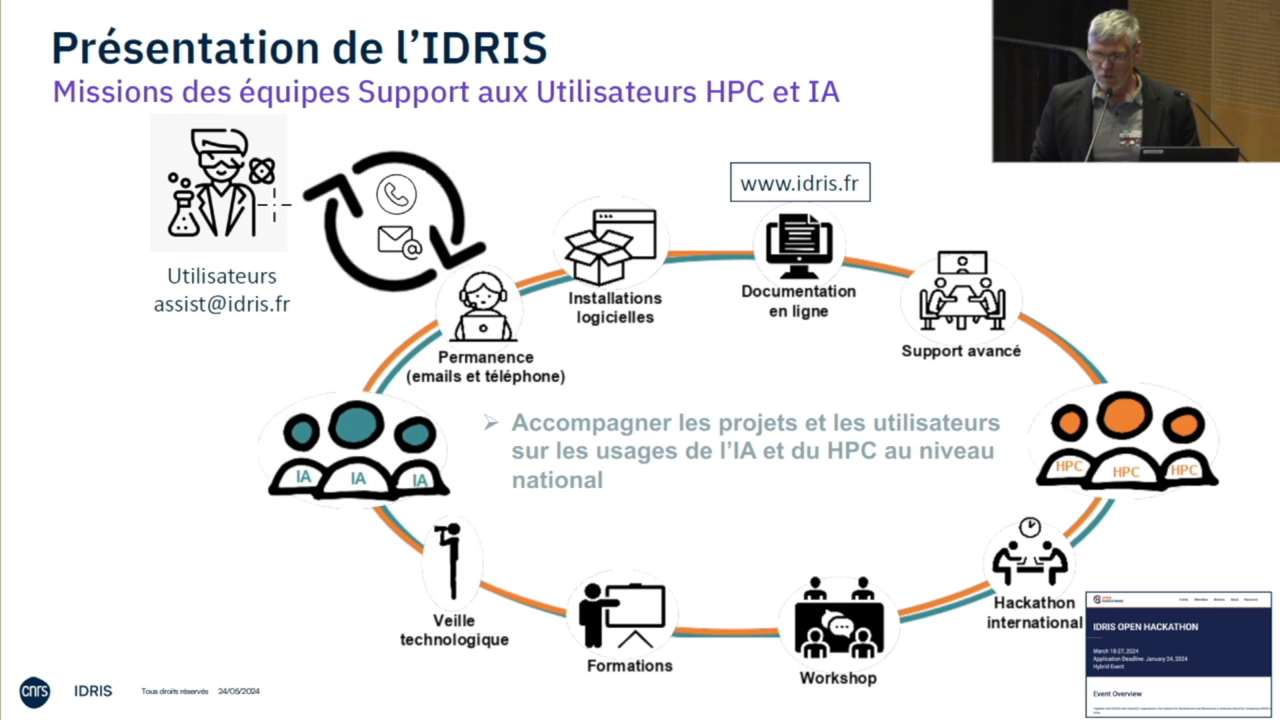 Présentation de l'IDRIS
Missions des équipes Support aux Utilisateurs HPC et IA
www.idris.fr
Utilisateurs
assist@idris.fr
Installations
logicielles
Documentation
en ligne
Support avancé
Permanence
(emails et téléphone)
➢ Accompagner les projets et les utilisateurs
sur les usages de l'IA et du HPC au niveau
national
IA IA IA
HPC HPC HPC
Veille
technologique
Formations
Workshop
Hackathon
international
IDRIS OPEN HACKATHON
March 18-27, 2024
Application Deadline: January 24, 2024
Hybrid Event
Event Overview
cnrs
IDRIS
Tous droits réservés 24/05/2024